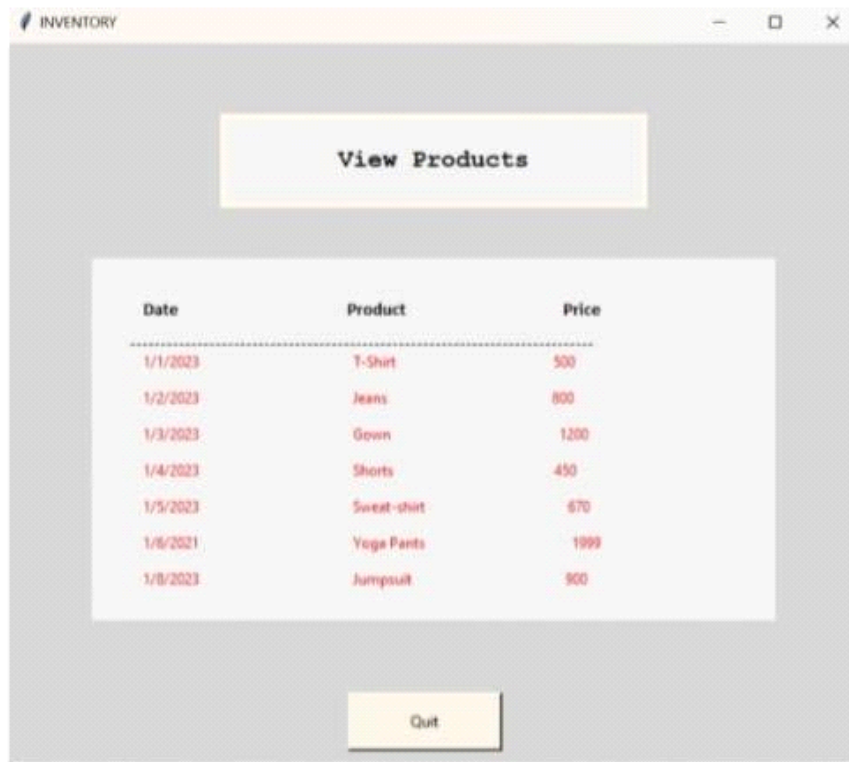 INVENTORY
View Products
Date Product Price
1/1/2023 T-Shirt 500
1/2/2023 Jeans 800
1/3/2023 Gown 1200
1/4/2023 Shorts 450
1/5/2023 Sweat-shirt 670
1/6/2021 Yoga Pants 1999
1/8/2023 Jumpsuit 900
Quit